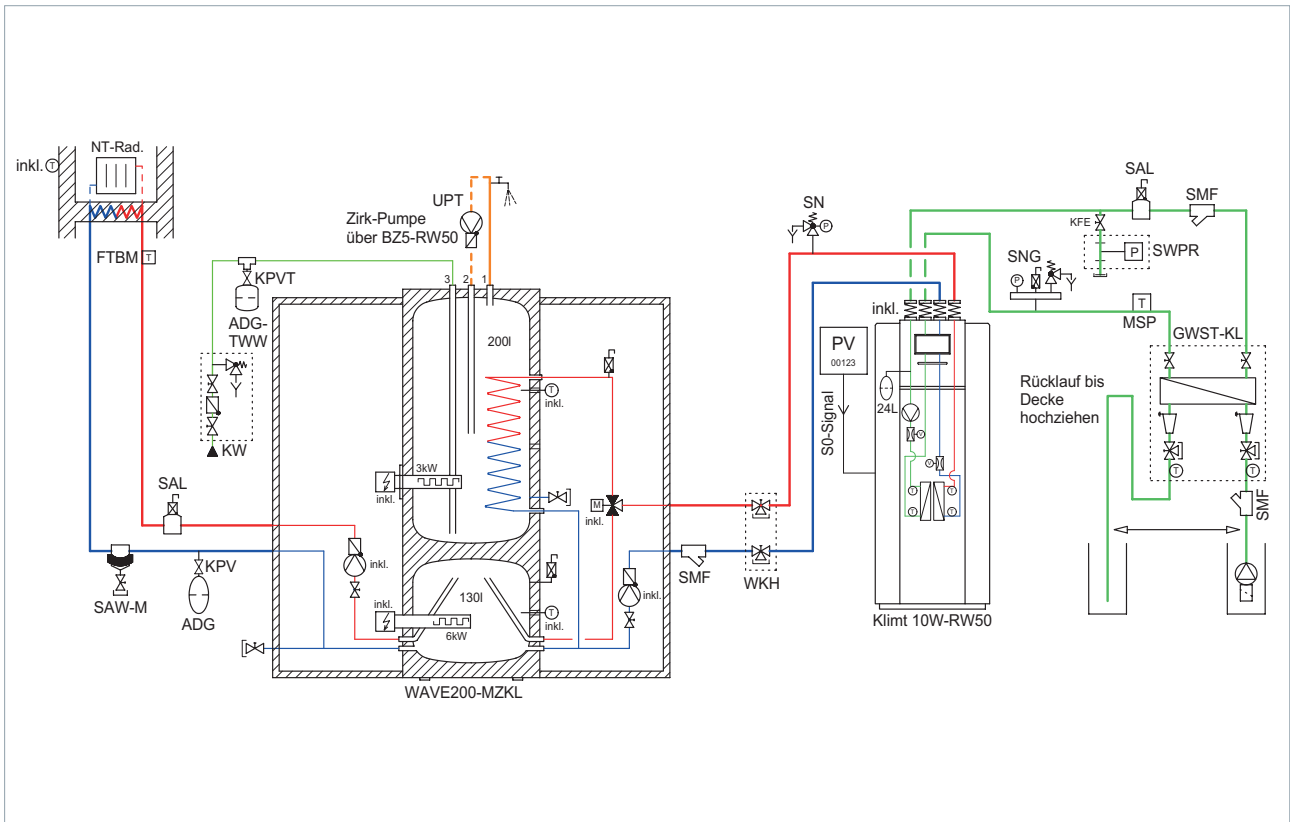 NT-Rad.
inkl. T
FTBM T
UPT
Zirk-Pumpe
über BZ5-RW50
KPVT
ADG-
TWW
KW
3 2 1
200l
T
inkl.
3kW
inkl.
SAL
KPV
SAW-M
ADG
inkl.
130l
inkl.
6kW
T
inkl.
M
inkl.
inkl.
WAVE200-MZKL
SMF
WKH
SN
P
PV
00123
S0-Signal
inkl.
24L
V
V
T T
T T
Klimt 10W-RW50
SAL
SMF
KFE
P SWPR
SNG
P
T
MSP
GWST-KL
Rücklauf bis
Decke
hochziehen
T T
SMF